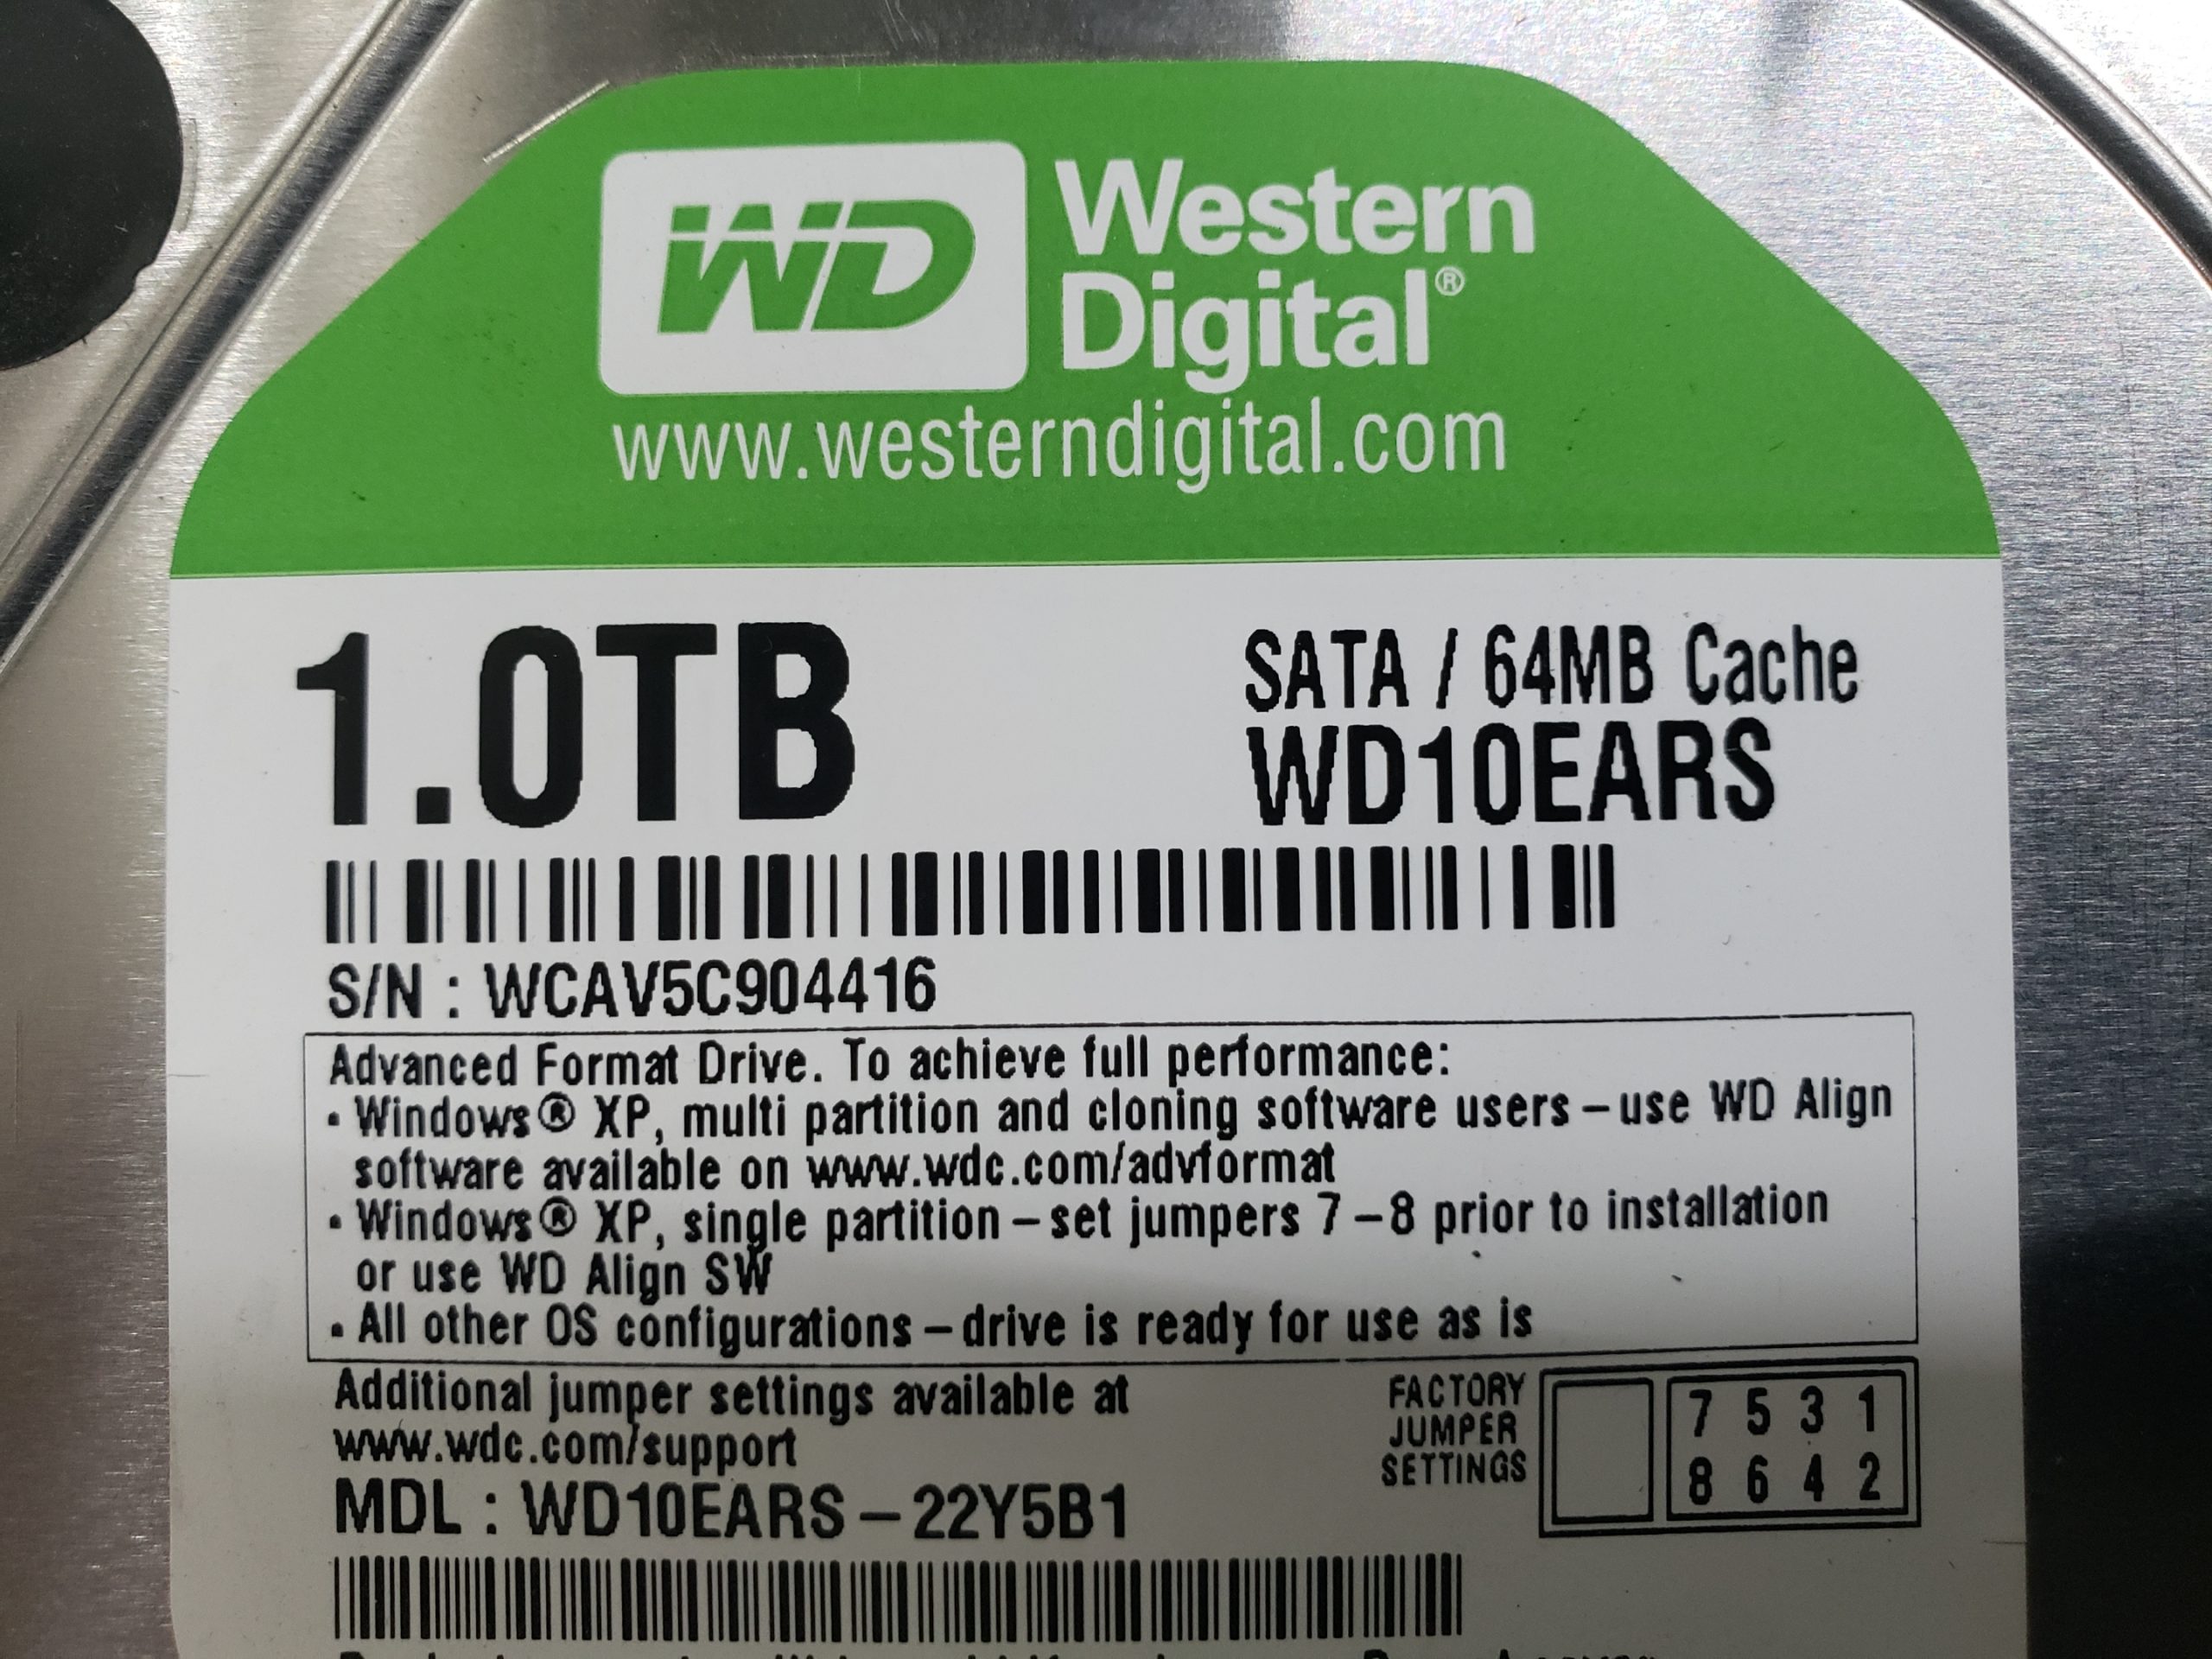 WD Western
Digital®
www.westerndigital.com
1.0TB
SATA / 64MB Cache
WD10EARS
S/N : WCAV5C904416
Advanced Format Drive. To achieve full performance:
• Windows® XP, multi partition and cloning software users – use WD Align
software available on www.wdc.com/advformat
• Windows® XP, single partition – set jumpers 7 – 8 prior to installation
or use WD Align SW
• All other OS configurations – drive is ready for use as is
Additional jumper settings available at
www.wdc.com/support
FACTORY
JUMPER
SETTINGS
7 5 3 1
8 6 4 2
MDL : WD10EARS – 22Y5B1